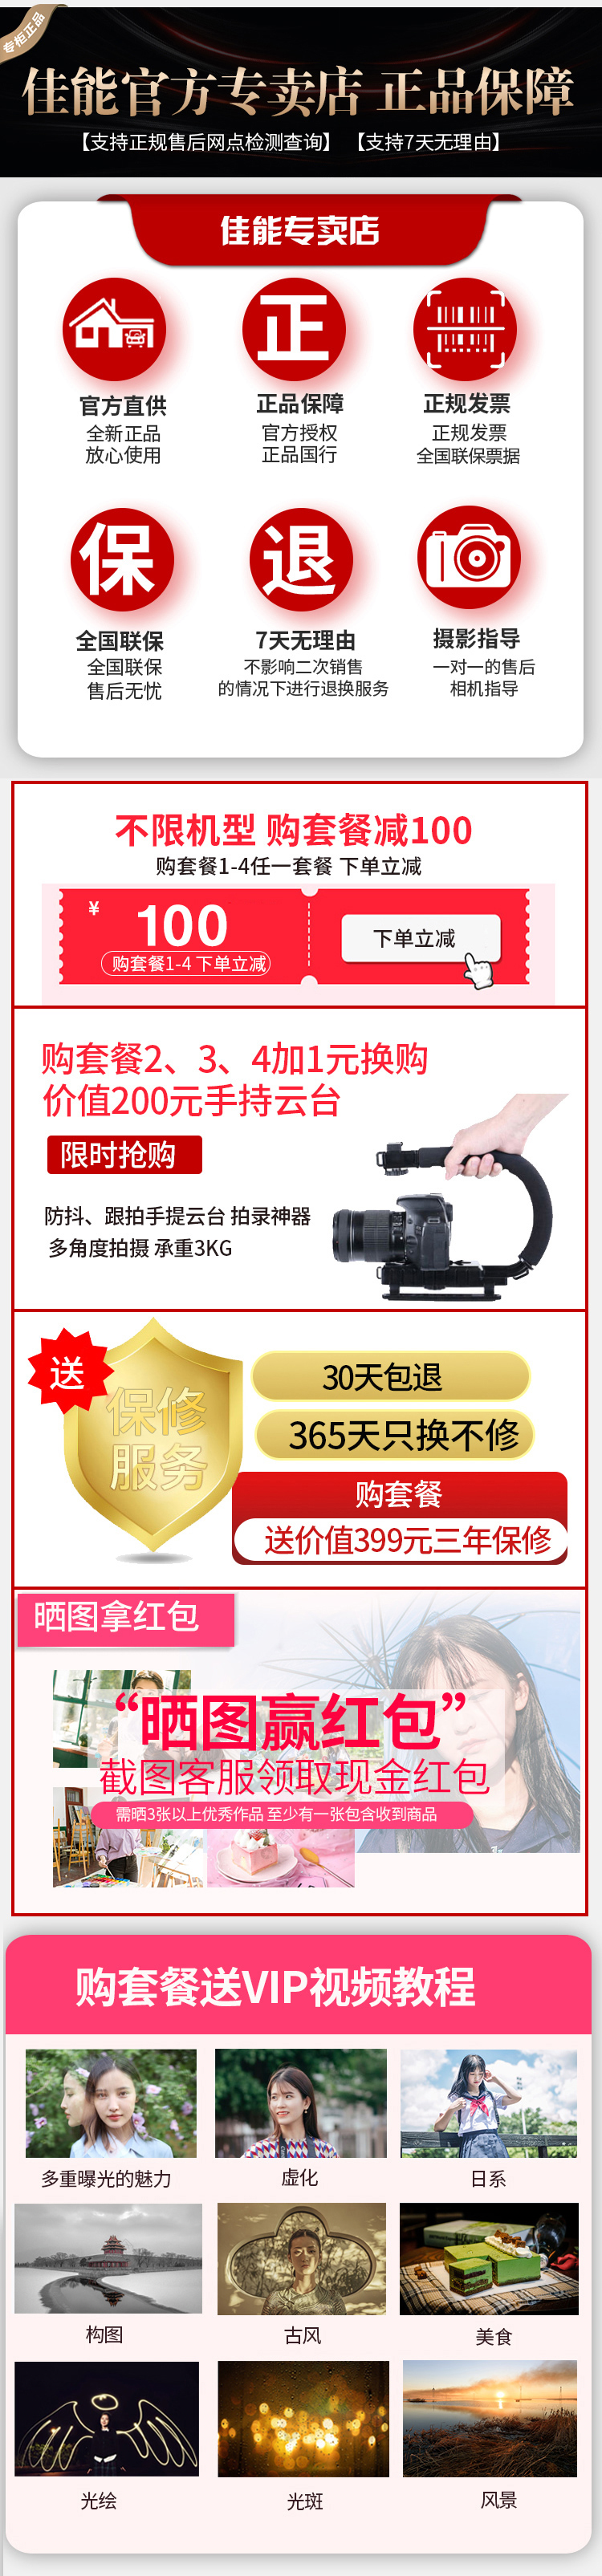 专柜正品
佳能官方专卖店 正品保障
【支持正规售后网点检测查询】 【支持7天无理由】
佳能专卖店
正
官方直供
正品保障
正规发票
全新正品
放心使用
官方授权
正品国行
正规发票
全国联保票据
保
退
全国联保
7天无理由
摄影指导
全国联保
售后无忧
不影响二次销售
的情况下进行退换服务
一对一的售后
相机指导
不限机型 购套餐减100
购套餐1-4任一套餐 下单立减
¥
100
购套餐1-4 下单立减
下单立减
购套餐2、3、4加1元换购
价值200元手持云台
限时抢购
防抖、跟拍手提云台 拍录神器
多角度拍摄 承重3KG
送
保修
服务
30天包退
365天只换不修
购套餐
送价值399元三年保修
晒图拿红包
“晒图赢红包”
截图客服领取现金红包
需晒3张以上优秀作品 至少有一张包含收到商品
购套餐送VIP视频教程
多重曝光的魅力
虚化
日系
构图
古风
美食
光绘
光斑
风景